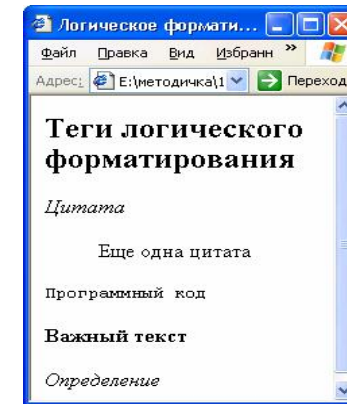 Логическое формати...
Файл Правка Вид Избранн »
Адрес: E:\методичка\1 Переход
Теги логического
форматирования
Цитата
Еще одна цитата
Программный код
Важный текст
Определение